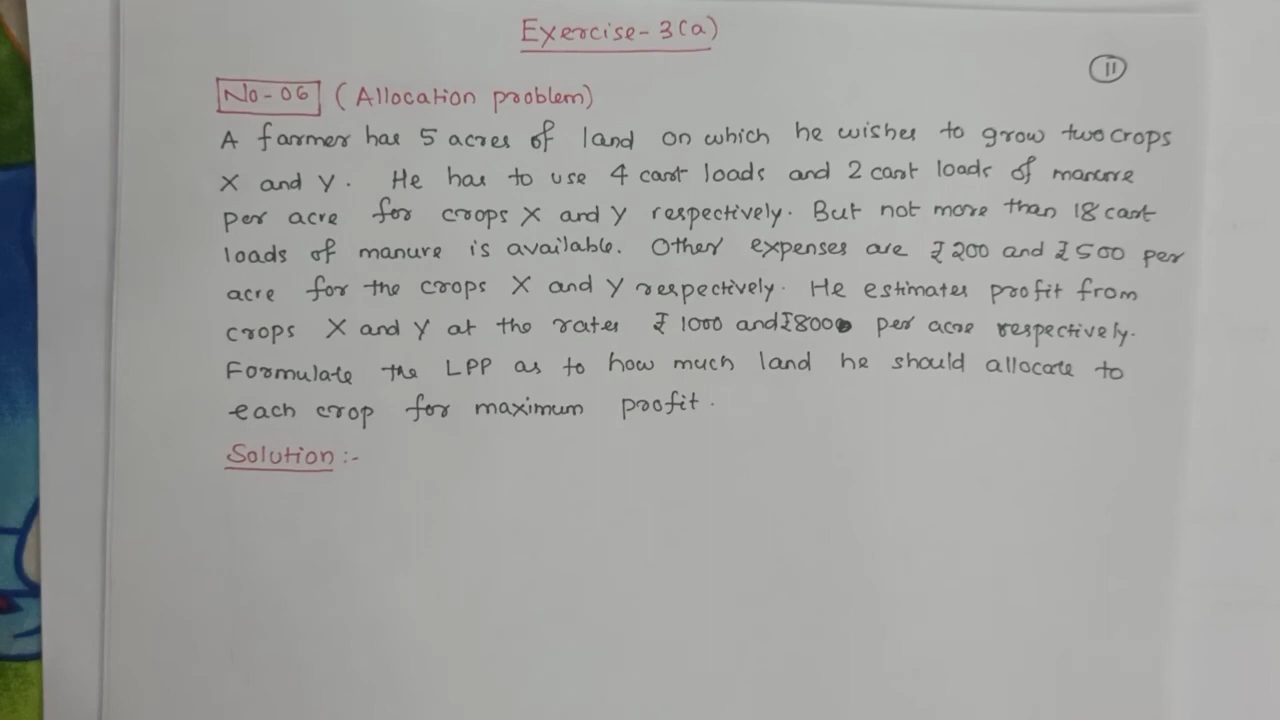 Exercise-3(a)
11
No-06 (Allocation problem)
A farmer has 5 acres of land on which he wishes to grow two crops
X and Y. He has to use 4 cart loads and 2 cart loads of manure
per acre for crops X and Y respectively. But not more than 18 cart
loads of manure is available. Other expenses are ₹200 and ₹500 per
acre for the crops X and Y respectively. He estimates profit from
crops X and Y at the rates ₹ 1000 and ₹800 per acre respectively.
Formulate the LPP as to how much land he should allocate to
each crop for maximum profit.
Solution:-